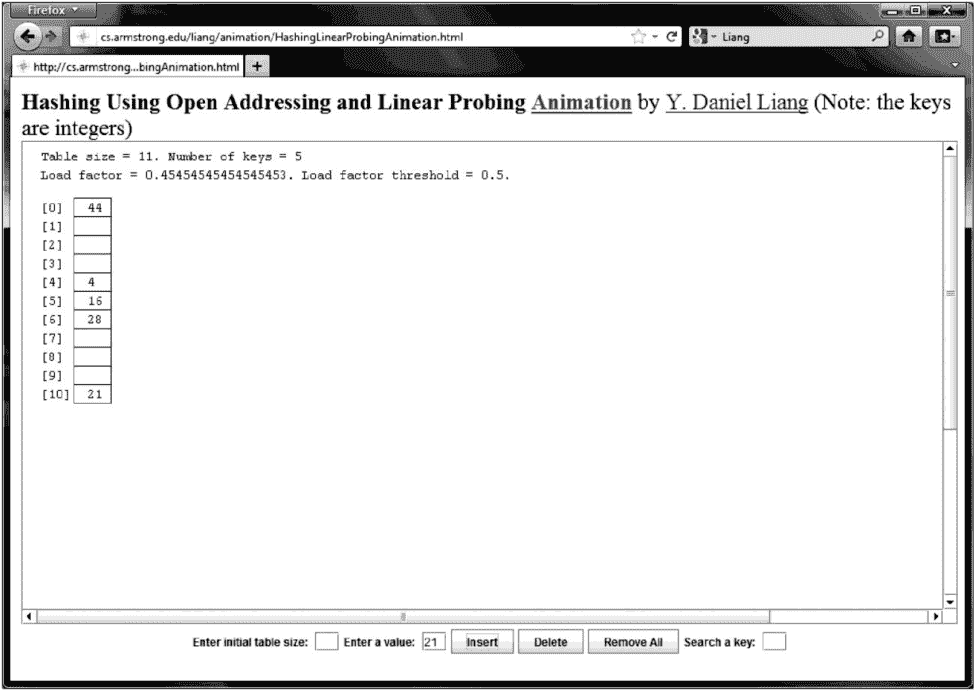 Firefox
cs.armstrong.edu/liang/animation/HashingLinearProbingAnimation.html
Liang
http://cs.armstrong...bingAnimation.html
+
Hashing Using Open Addressing and Linear Probing Animation by Y. Daniel Liang (Note: the keys
are integers)
Table size = 11. Number of keys = 5
Load factor = 0.45454545454545453. Load factor threshold = 0.5.
[0] 44
[1]
[2]
[3]
[4] 4
[5] 16
[6] 28
[7]
[8]
[9]
[10] 21
Enter initial table size: Enter a value: 21 Insert Delete Remove All Search a key: